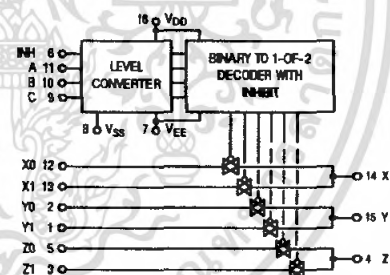 16 VDD
INH 6
A 11
B 10
C 9
LEVEL CONVERTER
BINARY TO 1-OF-2 DECODER WITH INHIBIT
8 VSS
7 VEE
X0 12
X1 13
14 X
Y0 2
Y1 1
15 Y
Z0 5
Z1 3
4 Z